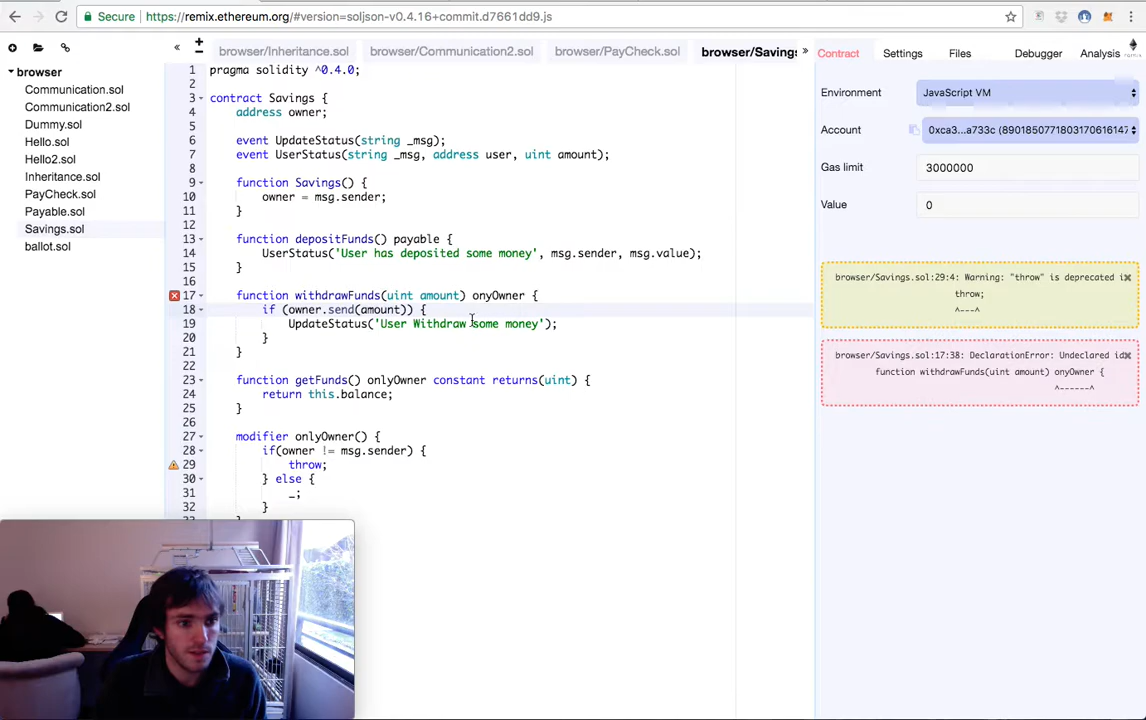 Secure https://remix.ethereum.org/#version=soljson-v0.4.16+commit.d7661dd9.js
browser/Inheritance.sol browser/Communication2.sol browser/PayCheck.sol browser/Savings
Contract Settings Files Debugger Analysis
browser
Communication.sol
Communication2.sol
Dummy.sol
Hello.sol
Hello2.sol
Inheritance.sol
PayCheck.sol
Payable.sol
Savings.sol
ballot.sol
1 pragma solidity ^0.4.0;
2
3 contract Savings {
4 address owner;
5
6 event UpdateStatus(string _msg);
7 event UserStatus(string _msg, address user, uint amount);
8
9 function Savings() {
10 owner = msg.sender;
11 }
12
13 function depositFunds() payable {
14 UserStatus('User has deposited some money', msg.sender, msg.value);
15 }
16
17 function withdrawFunds(uint amount) onyOwner {
18 if (owner.send(amount)) {
19 UpdateStatus('User Withdraw some money');
20 }
21 }
22
23 function getFunds() onlyOwner constant returns(uint) {
24 return this.balance;
25 }
26
27 modifier onlyOwner() {
28 if(owner != msg.sender) {
29 throw;
30 } else {
31 _;
32 }
Environment JavaScript VM
Account 0xca3...a733c (8901850771803170616147
Gas limit 3000000
Value 0
browser/Savings.sol:29:4: Warning: "throw" is deprecated i
throw;
^---^
browser/Savings.sol:17:38: DeclarationError: Undeclared id
function withdrawFunds(uint amount) onyOwner {
^------^